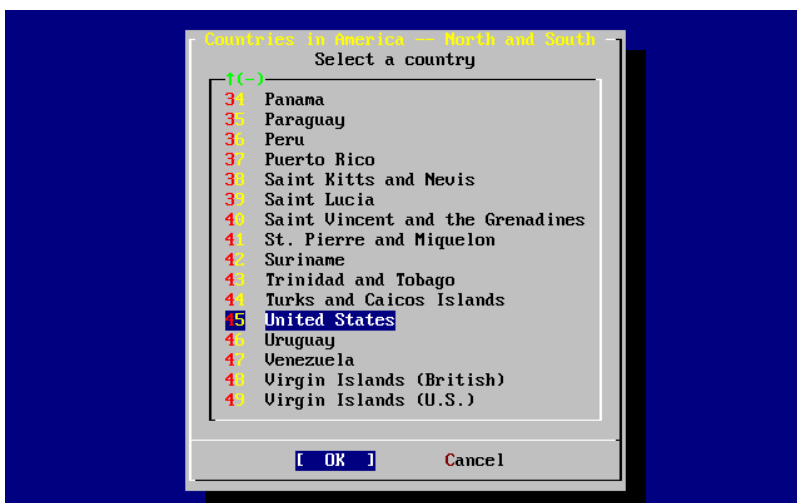 Countries in America -- North and South
Select a country
↑(-)
34 Panama
35 Paraguay
36 Peru
37 Puerto Rico
38 Saint Kitts and Nevis
39 Saint Lucia
40 Saint Vincent and the Grenadines
41 St. Pierre and Miquelon
42 Suriname
43 Trinidad and Tobago
44 Turks and Caicos Islands
45 United States
46 Uruguay
47 Venezuela
48 Virgin Islands (British)
49 Virgin Islands (U.S.)
[ OK ] Cancel